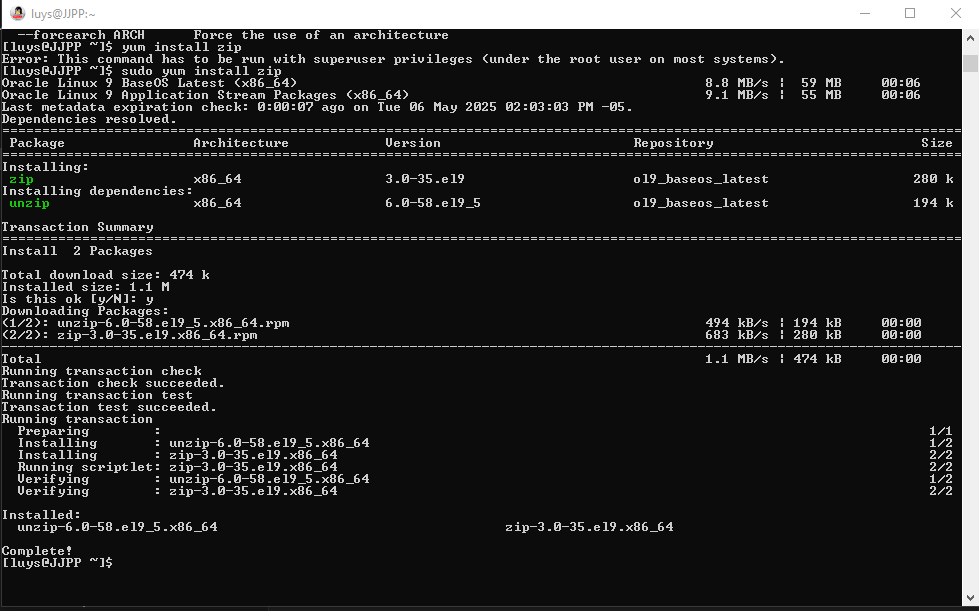 luys@JJPP:~
--forcearch ARCH      Force the use of an architecture
[luys@JJPP ~]$ yum install zip
Error: This command has to be run with superuser privileges (under the root user on most systems).
[luys@JJPP ~]$ sudo yum install zip
Oracle Linux 9 BaseOS Latest (x86_64)                8.8 MB/s |  59 MB     00:06
Oracle Linux 9 Application Stream Packages (x86_64)  9.1 MB/s |  55 MB     00:06
Last metadata expiration check: 0:00:07 ago on Tue 06 May 2025 02:03:03 PM -05.
Dependencies resolved.
Package     Architecture     Version     Repository     Size
Installing:
zip     x86_64     3.0-35.el9     ol9_baseos_latest     280 k
Installing dependencies:
unzip     x86_64     6.0-58.el9_5     ol9_baseos_latest     194 k
Transaction Summary
Install  2 Packages
Total download size: 474 k
Installed size: 1.1 M
Is this ok [y/N]: y
Downloading Packages:
(1/2): unzip-6.0-58.el9_5.x86_64.rpm     494 kB/s | 194 kB     00:00
(2/2): zip-3.0-35.el9.x86_64.rpm     683 kB/s | 280 kB     00:00
Total     1.1 MB/s | 474 kB     00:00
Running transaction check
Transaction check succeeded.
Running transaction test
Transaction test succeeded.
Running transaction
Preparing        :     1/1
Installing       : unzip-6.0-58.el9_5.x86_64     1/2
Installing       : zip-3.0-35.el9.x86_64     2/2
Running scriptlet: zip-3.0-35.el9.x86_64     2/2
Verifying        : unzip-6.0-58.el9_5.x86_64     1/2
Verifying        : zip-3.0-35.el9.x86_64     2/2
Installed:
unzip-6.0-58.el9_5.x86_64     zip-3.0-35.el9.x86_64
Complete!
[luys@JJPP ~]$